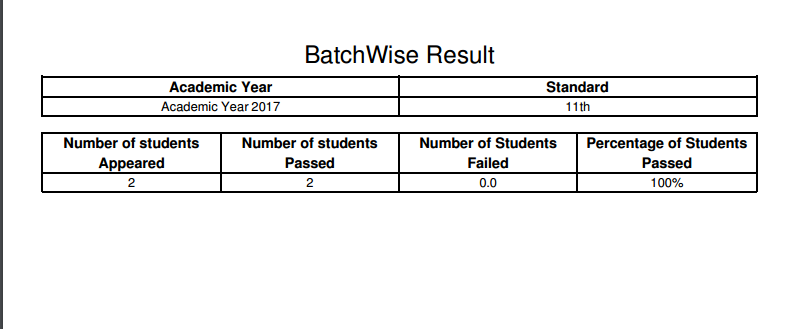 BatchWise Result
Academic Year Standard
Academic Year 2017 11th
Number of students Number of students Number of Students Percentage of Students
Appeared Passed Failed Passed
2 2 0.0 100%